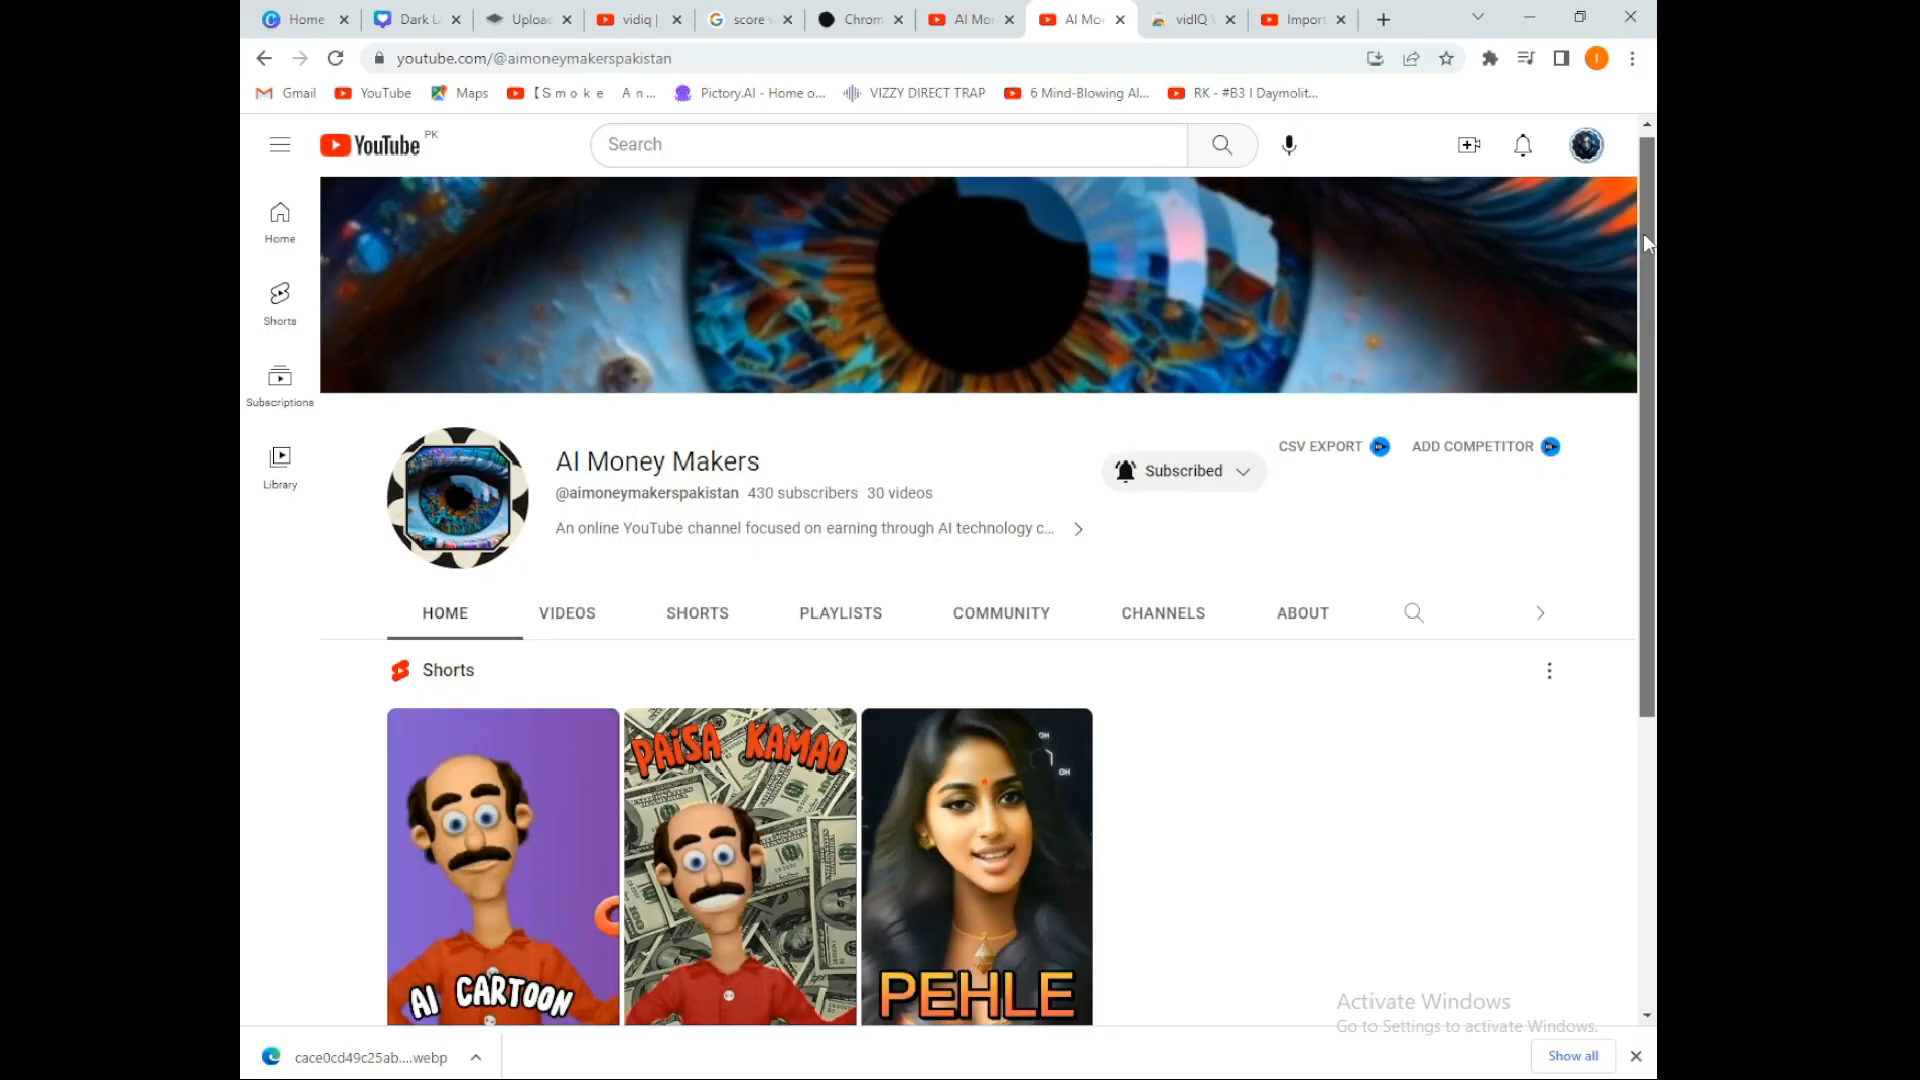 Home
Dark L
Uploac
vidiq |
score v
Chrom
AI Mo
AI Mo
vidIQ
Import
youtube.com/@aimoneymakerspakistan
Gmail
YouTube
Maps
【S m o k e A n...
Pictory.AI - Home o...
VIZZY DIRECT TRAP
6 Mind-Blowing AI...
RK - #B3 I Daymolit...
YouTube PK
Search
Home
Shorts
Subscriptions
Library
AI Money Makers
@aimoneymakerspakistan 430 subscribers 30 videos
An online YouTube channel focused on earning through AI technology c...
Subscribed
CSV EXPORT
ADD COMPETITOR
HOME
VIDEOS
SHORTS
PLAYLISTS
COMMUNITY
CHANNELS
ABOUT
Shorts
AI CARTOON
PAISA KAMAO
OH
OH
PEHLE
Activate Windows
Go to Settings to activate Windows.
cace0cd49c25ab....webp
Show all